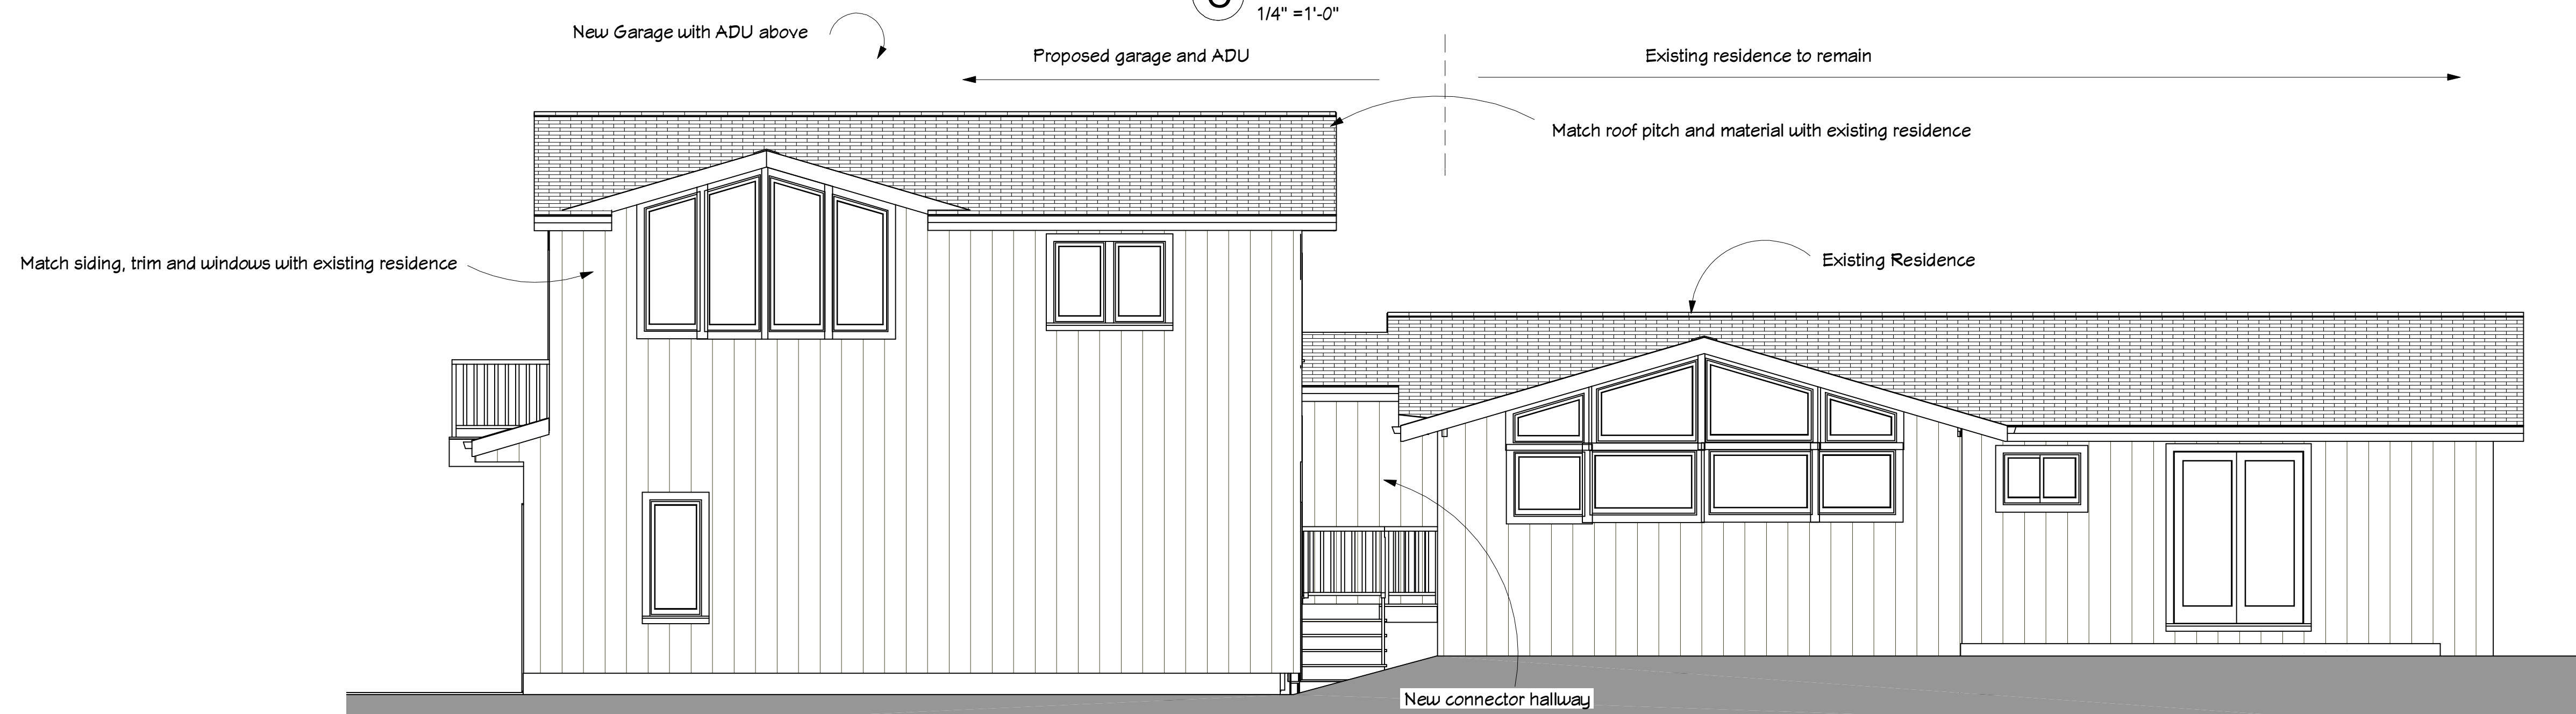 1/4" =1'-0"
New Garage with ADU above
Proposed garage and ADU
Existing residence to remain
Match roof pitch and material with existing residence
Match siding, trim and windows with existing residence
Existing Residence
New connector hallway